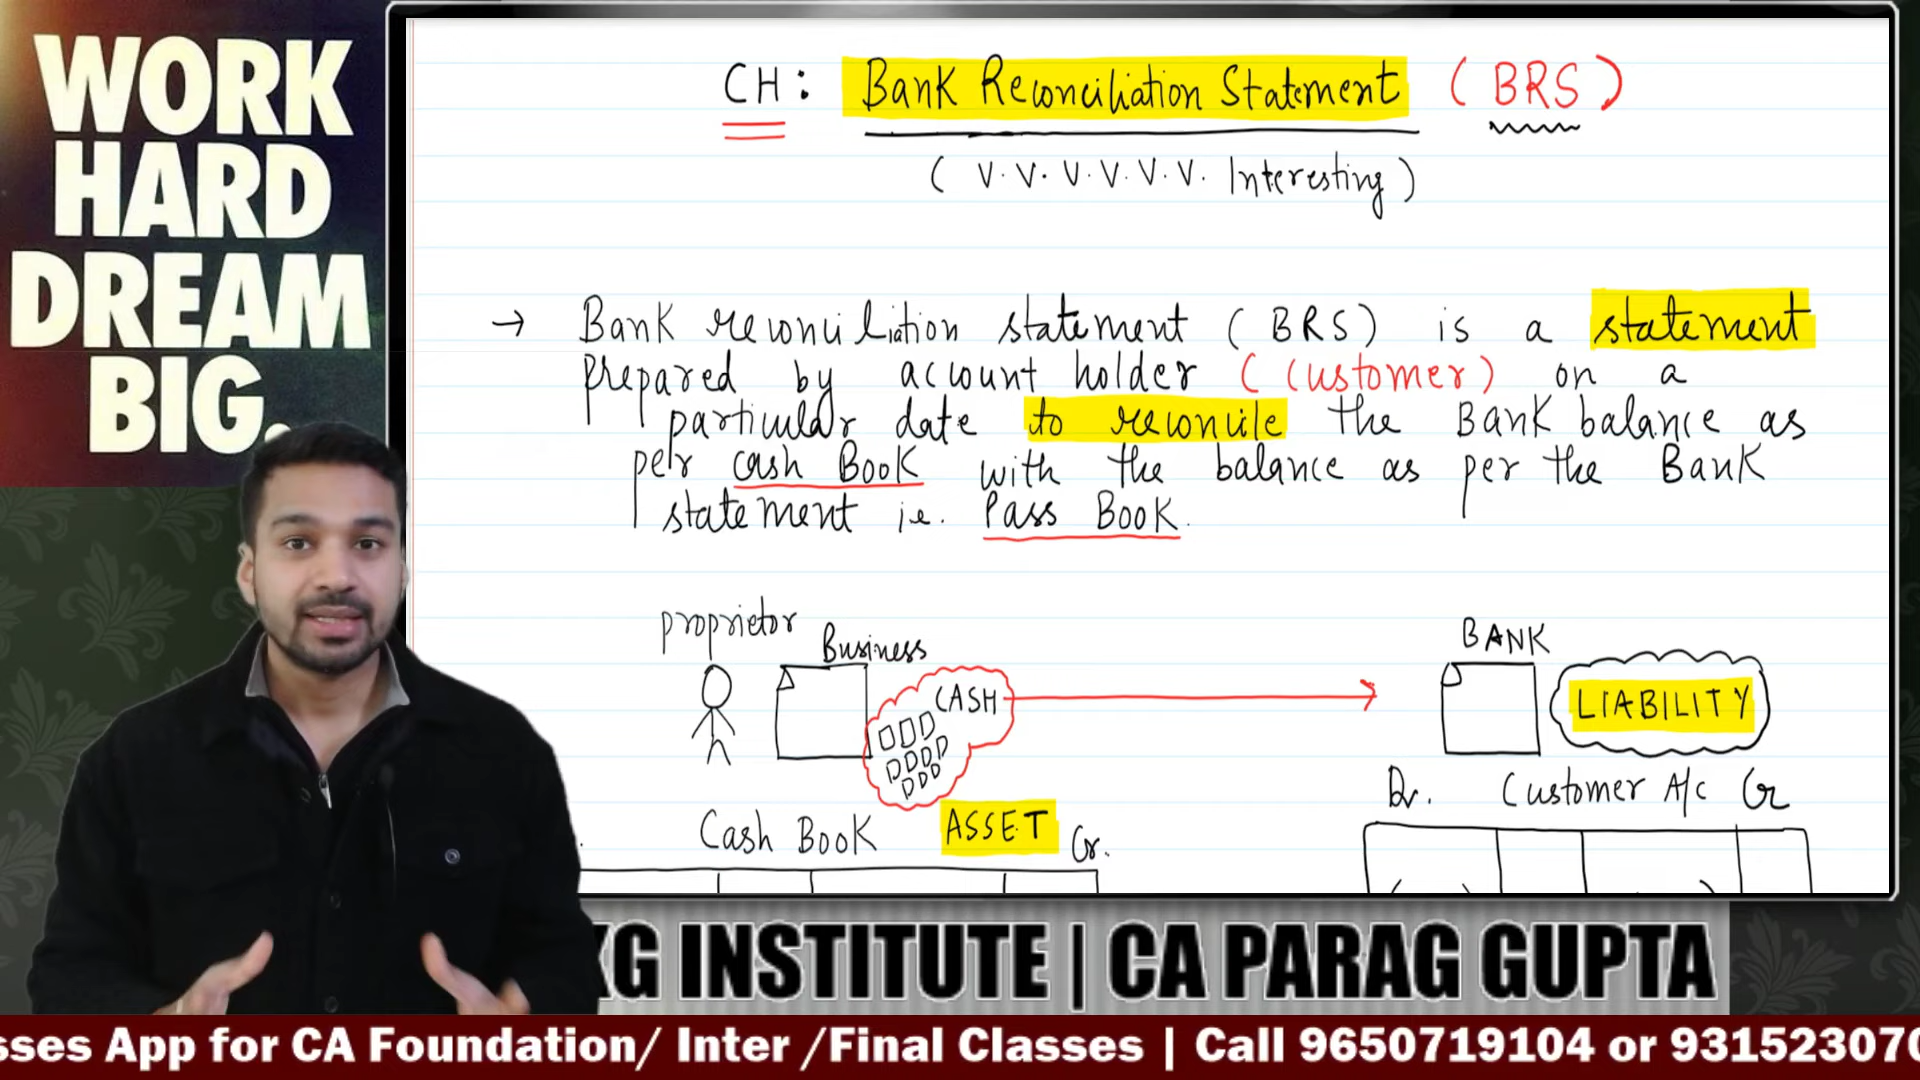 WORK
HARD
DREAM
BIG.
CH: Bank Reconciliation Statement (BRS)
(V.V.V.V.V.V. Interesting)
→ Bank reconciliation statement (BRS) is a statement
prepared by account holder (customer) on a
particular date to reconcile the Bank balance as
per cash Book with the balance as per the Bank
statement i.e. Pass Book.
proprietor
Business
CASH
BANK
LIABILITY
Dr. Customer A/c Cr
Cash Book ASSET Cr.
KG INSTITUTE | CA PARAG GUPTA
sses App for CA Foundation/ Inter /Final Classes | Call 9650719104 or 931523070